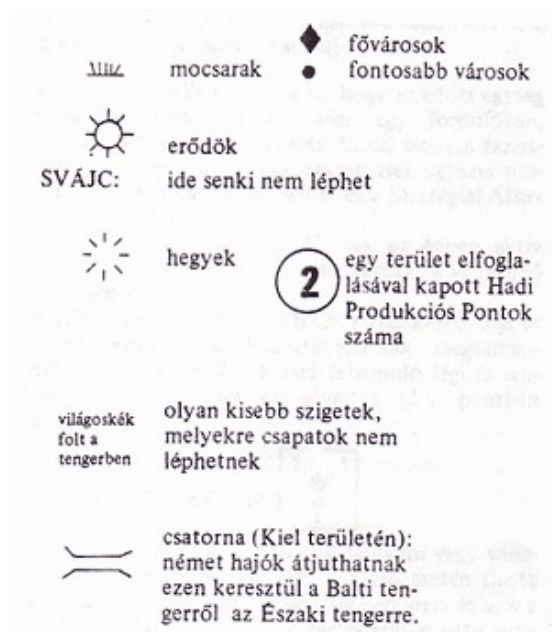 fővárosok
mocsarak
fontosabb városok
erődök
SVÁJC: ide senki nem léphet
hegyek
2
egy terület elfogla-
lásával kapott Hadi
Produkciós Pontok
száma
világoskék
folt a
tengerben
olyan kisebb szigetek,
melyekre csapatok nem
léphetnek
csatorna (Kiel területén):
német hajók átjuthatnak
ezen keresztül a Balti ten-
gerről az Északi tengerre.